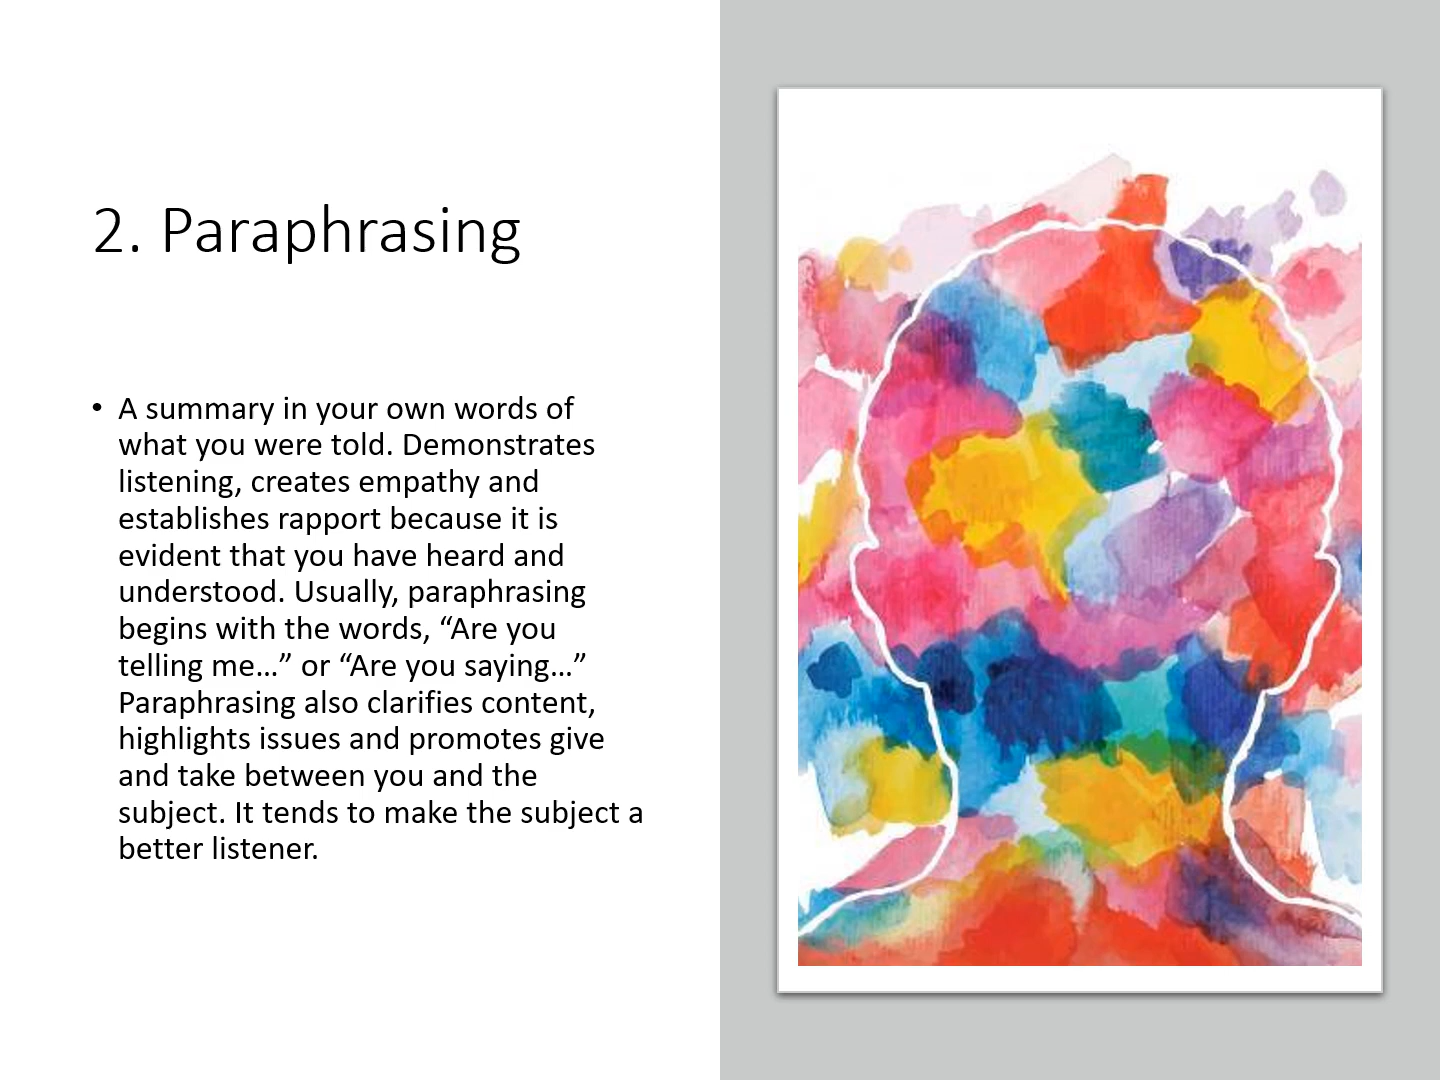 2. Paraphrasing
• A summary in your own words of
what you were told. Demonstrates
listening, creates empathy and
establishes rapport because it is
evident that you have heard and
understood. Usually, paraphrasing
begins with the words, “Are you
telling me…” or “Are you saying…”
Paraphrasing also clarifies content,
highlights issues and promotes give
and take between you and the
subject. It tends to make the subject a
better listener.